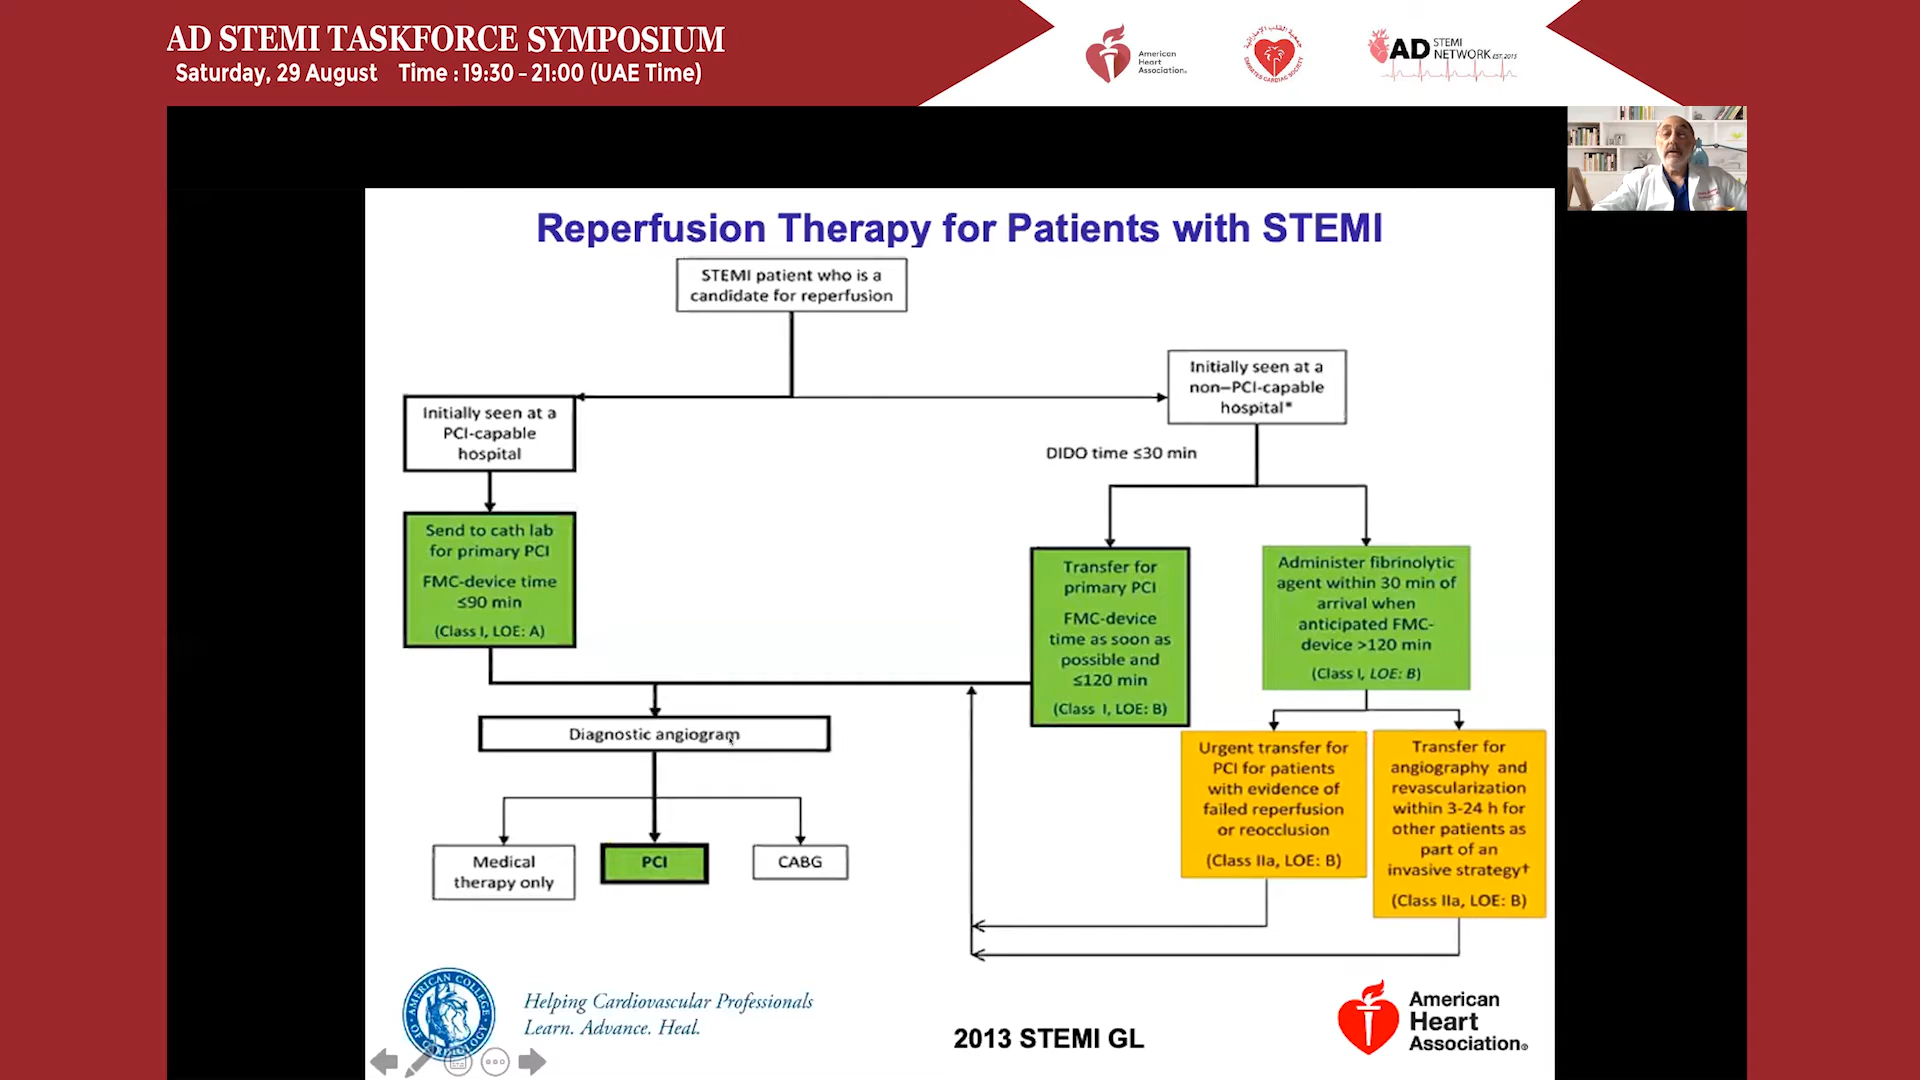 AD STEMI TASKFORCE SYMPOSIUM
Saturday, 29 August Time : 19:30 - 21:00 (UAE Time)
American
Heart
Association.
EMIRATES CARDIAC SOCIETY
AD STEMI
NETWORK EST. 2015
Reperfusion Therapy for Patients with STEMI
STEMI patient who is a
candidate for reperfusion
Initially seen at a
non–PCI-capable
hospital*
Initially seen at a
PCI-capable
hospital
DIDO time ≤30 min
Send to cath lab
for primary PCI
FMC-device time
≤90 min
(Class I, LOE: A)
Transfer for
primary PCI
FMC-device
time as soon as
possible and
≤120 min
(Class I, LOE: B)
Administer fibrinolytic
agent within 30 min of
arrival when
anticipated FMC-
device >120 min
(Class I, LOE: B)
Diagnostic angiogram
Urgent transfer for
PCI for patients
with evidence of
failed reperfusion
or reocclusion
(Class IIa, LOE: B)
Transfer for
angiography and
revascularization
within 3-24 h for
other patients as
part of an
invasive strategy†
(Class IIa, LOE: B)
Medical
therapy only
PCI
CABG
AMERICAN COLLEGE OF CARDIOLOGY
Helping Cardiovascular Professionals
Learn. Advance. Heal.
2013 STEMI GL
American
Heart
Association®